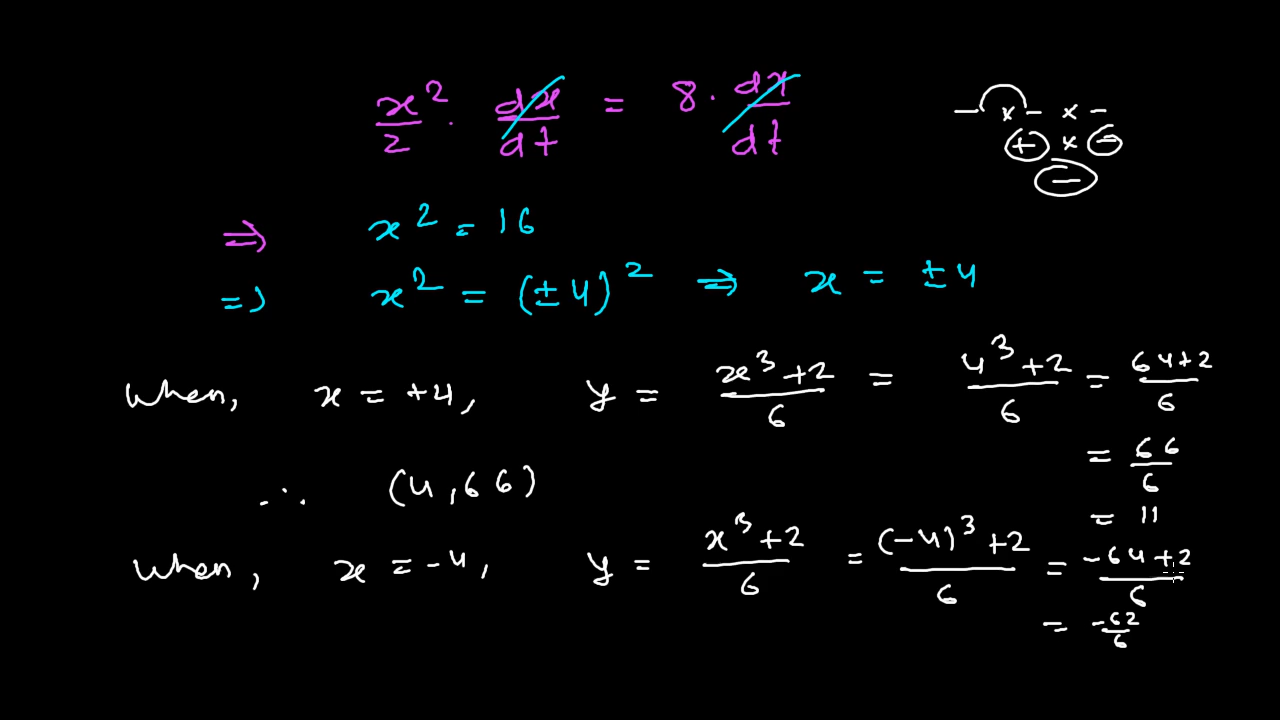 x²/2 · dx/dt = 8 · dx/dt
– × – × –
+ × –
–
⇒ x² = 16
⇒ x² = (±4)² ⇒ x = ±4
When, x = +4, y = (x³+2)/6 = (4³+2)/6 = (64+2)/6
= 66/6
= 11
∴ (4,66)
When, x = -4, y = (x³+2)/6 = ((-4)³+2)/6 = (-64+2)/6
= -62/6